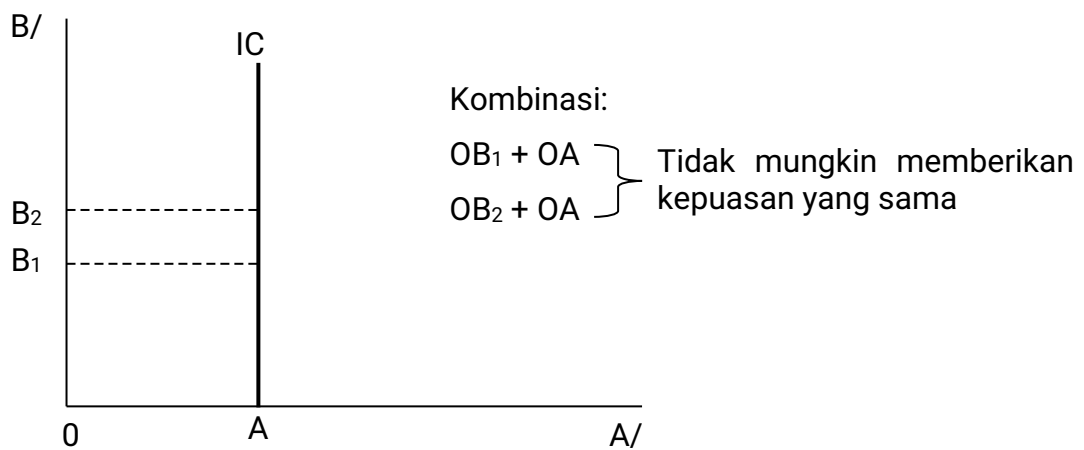 B/
IC
Kombinasi:
OB₁ + OA
OB₂ + OA
Tidak mungkin memberikan
kepuasan yang sama
B₂
B₁
0
A
A/